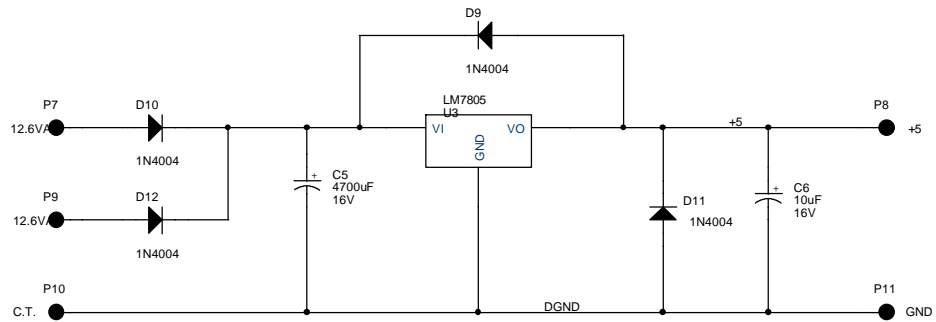 D9
1N4004
LM7805
U3
P7
D10
P8
12.6VA
VI
VO
+5
+5
GND
1N4004
C5
4700uF
16V
+
P9
D12
D11
1N4004
C6
10uF
16V
+
12.6VA
1N4004
P10
P11
C.T.
DGND
GND